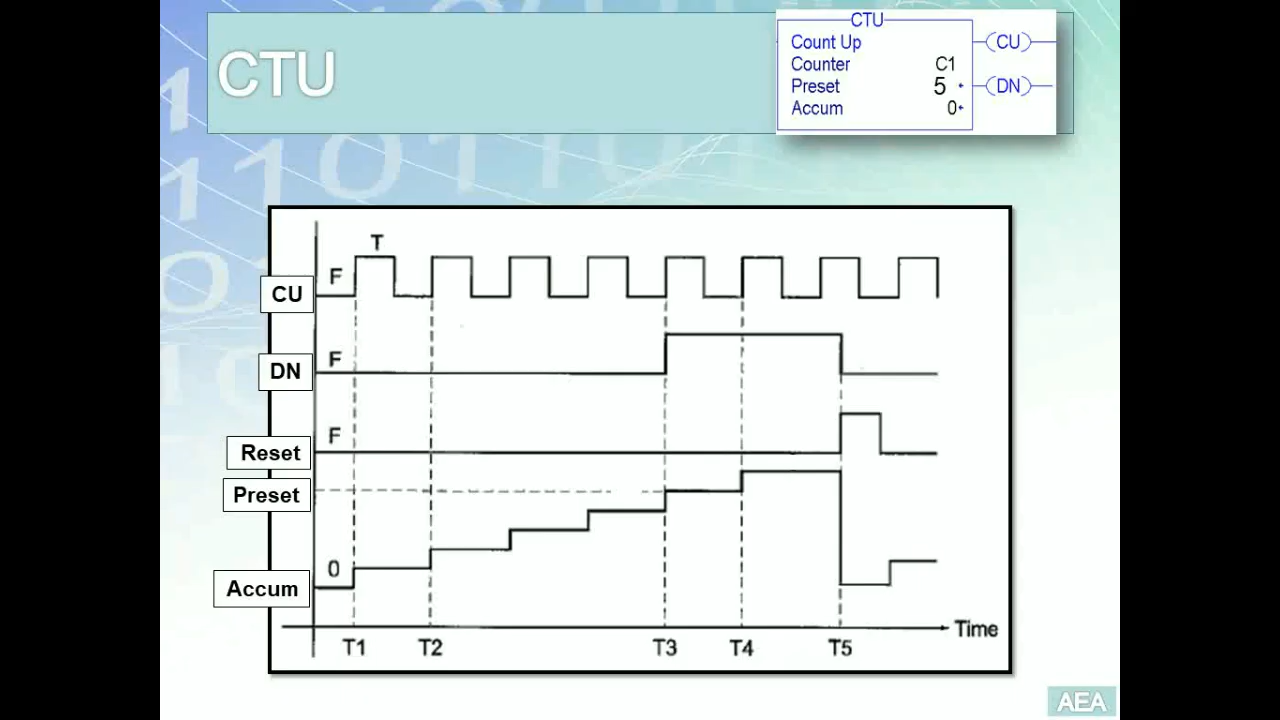 CTU
CTU
Count Up
CU
Counter C1
Preset 5
DN
Accum 0
T
F
CU
F
DN
F
Reset
Preset
0
Accum
Time
T1 T2 T3 T4 T5
AEA